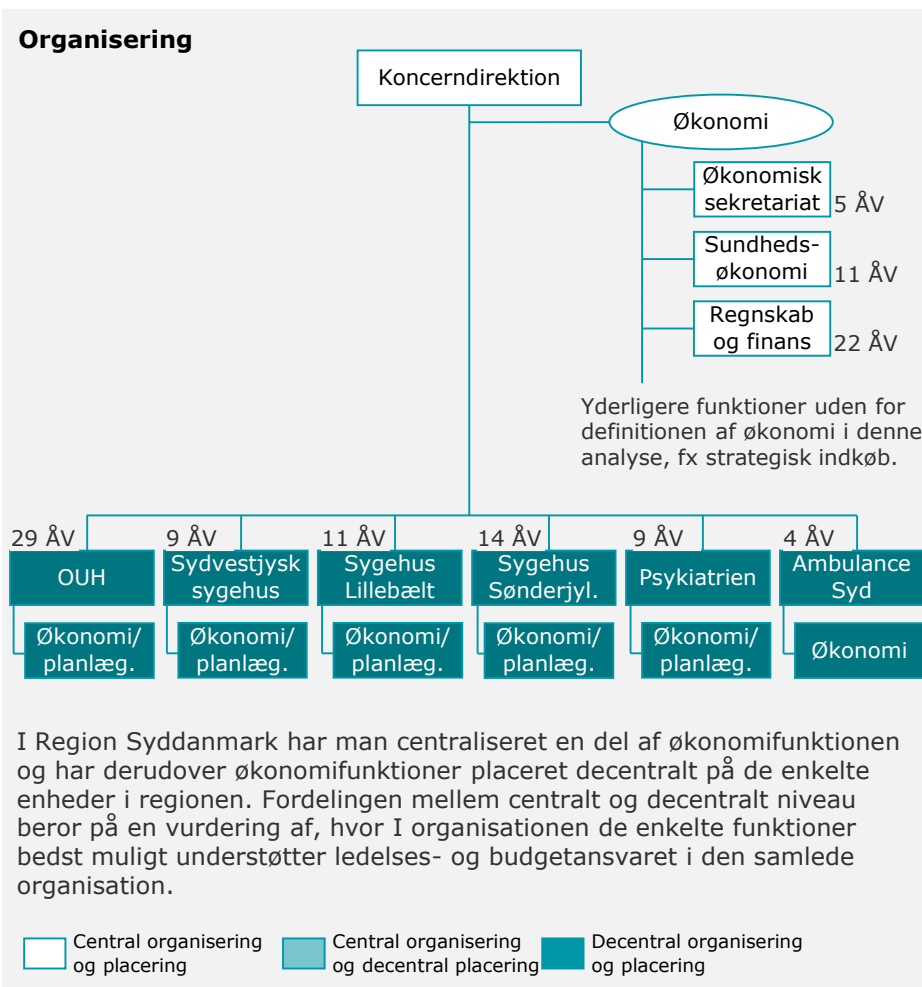 Organisering
Koncerndirektion
Økonomi
Økonomisk
sekretariat
5 ÅV
Sundheds-
økonomi
11 ÅV
Regnskab
og finans
22 ÅV
Yderligere funktioner uden for
definitionen af økonomi i denne
analyse, fx strategisk indkøb.
29 ÅV
9 ÅV
11 ÅV
14 ÅV
9 ÅV
4 ÅV
OUH
Sydvestjysk
sygehus
Sygehus
Lillebælt
Sygehus
Sønderjyl.
Psykiatrien
Ambulance
Syd
Økonomi/
planlæg.
Økonomi/
planlæg.
Økonomi/
planlæg.
Økonomi/
planlæg.
Økonomi/
planlæg.
Økonomi
I Region Syddanmark har man centraliseret en del af økonomifunktionen
og har derudover økonomifunktioner placeret decentralt på de enkelte
enheder i regionen. Fordelingen mellem centralt og decentralt niveau
beror på en vurdering af, hvor I organisationen de enkelte funktioner
bedst muligt understøtter ledelses- og budgetansvaret i den samlede
organisation.
Central organisering
og placering
Central organisering
og decentral placering
Decentral organisering
og placering